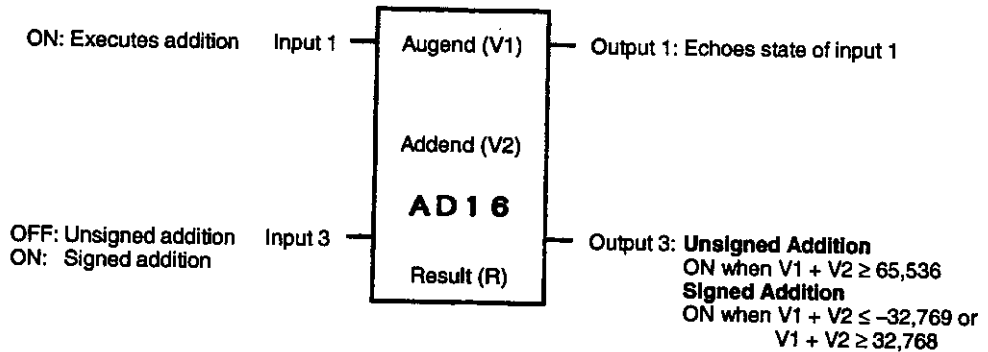 ON: Executes addition Input 1 Augend (V1) Output 1: Echoes state of input 1
Addend (V2)
AD16
OFF: Unsigned addition Input 3 Output 3: Unsigned Addition
ON: Signed addition ON when V1 + V2 ≥ 65,536
Result (R) Signed Addition
ON when V1 + V2 ≤ –32,769 or
V1 + V2 ≥ 32,768